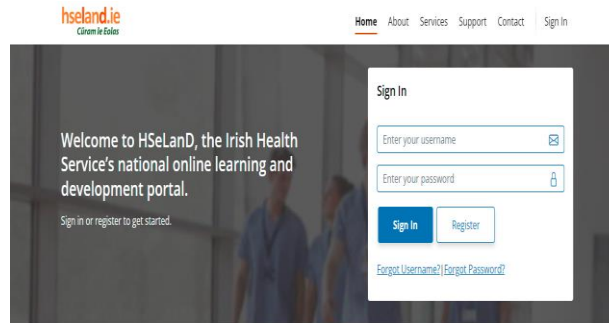 hseland.ie
Cúram le Eolas
Home About Services Support Contact Sign In
Sign In
Welcome to HSeLanD, the Irish Health
Service's national online learning and
development portal.
Sign in or register to get started.
Enter your username
Enter your password
Sign In Register
Forgot Username?|Forgot Password?